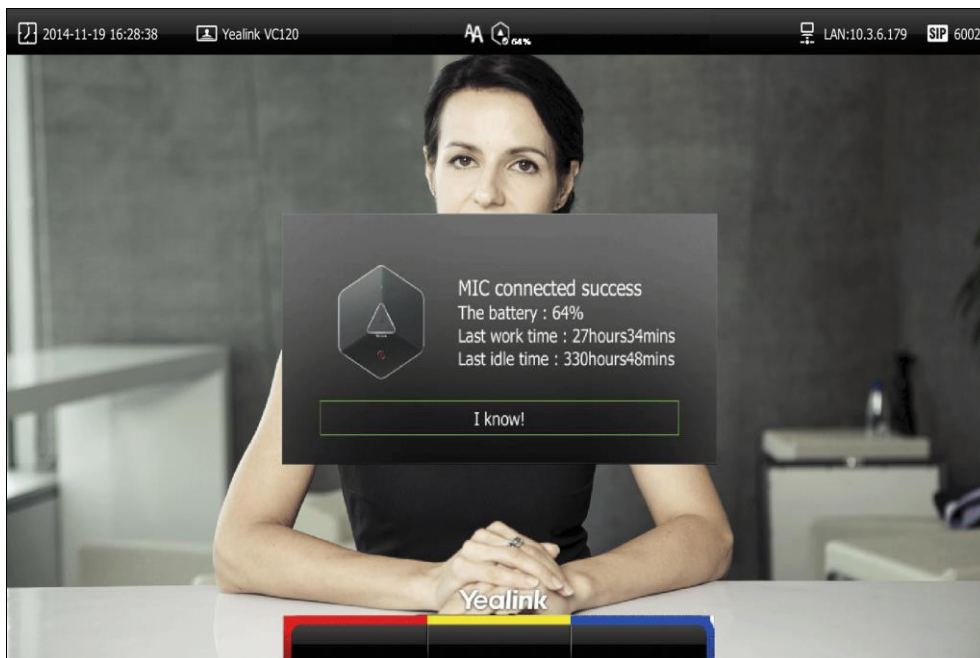 2014-11-19 16:28:38 Yealink VC120 AA 64% LAN:10.3.6.179 SIP 6002
MIC connected success
The battery : 64%
Last work time : 27hours34mins
Last idle time : 330hours48mins
I know!
Yealink